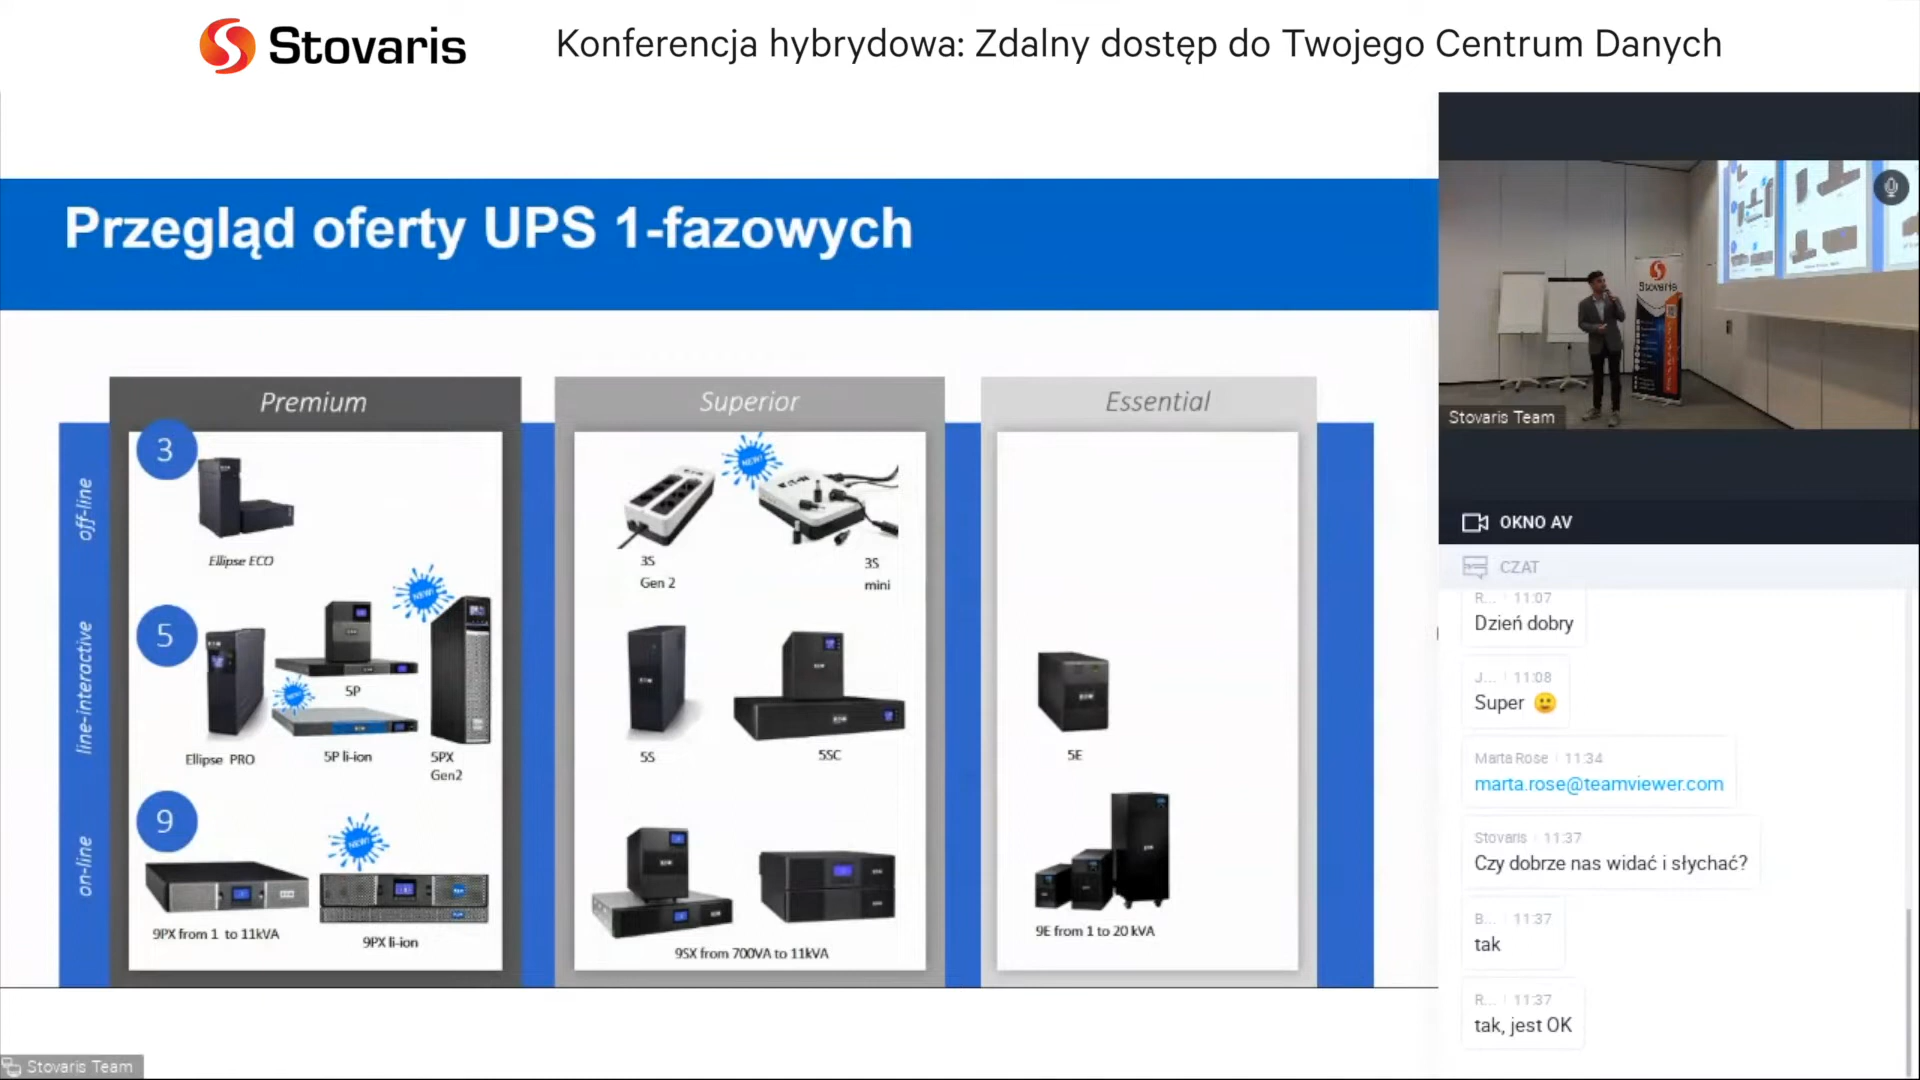 Stovaris
Konferencja hybrydowa: Zdalny dostęp do Twojego Centrum Danych
Przegląd oferty UPS 1-fazowych
Premium
Superior
Essential
off-line
3
Ellipse ECO
NEW!
3S
Gen 2
3S
mini
line-interactive
5
NEW!
5P
NEW!
Ellipse PRO
5P li-ion
5PX
Gen2
5S
5SC
5E
on-line
9
NEW!
9PX from 1 to 11kVA
9PX li-ion
9SX from 700VA to 11kVA
9E from 1 to 20 kVA
Stovaris Team
Stovaris
Stovaris Team
OKNO AV
CZAT
R... 11:07
Dzień dobry
J... 11:08
Super 🙂
Marta Rose 11:34
marta.rose@teamviewer.com
Stovaris 11:37
Czy dobrze nas widać i słychać?
B... 11:37
tak
R... 11:37
tak, jest OK